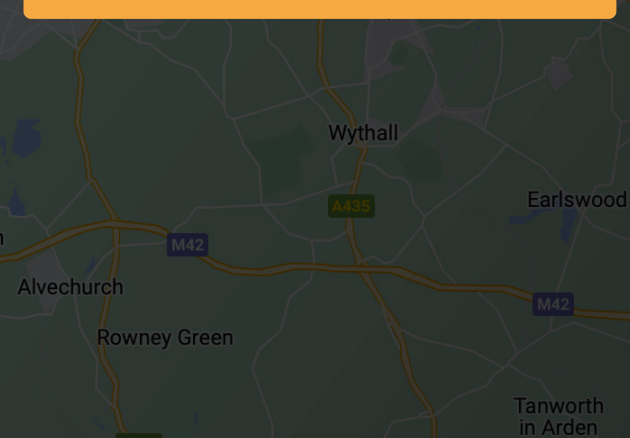 Wythall
Earlswood
A435
M42
Alvechurch
M42
Rowney Green
Tanworth
in Arden